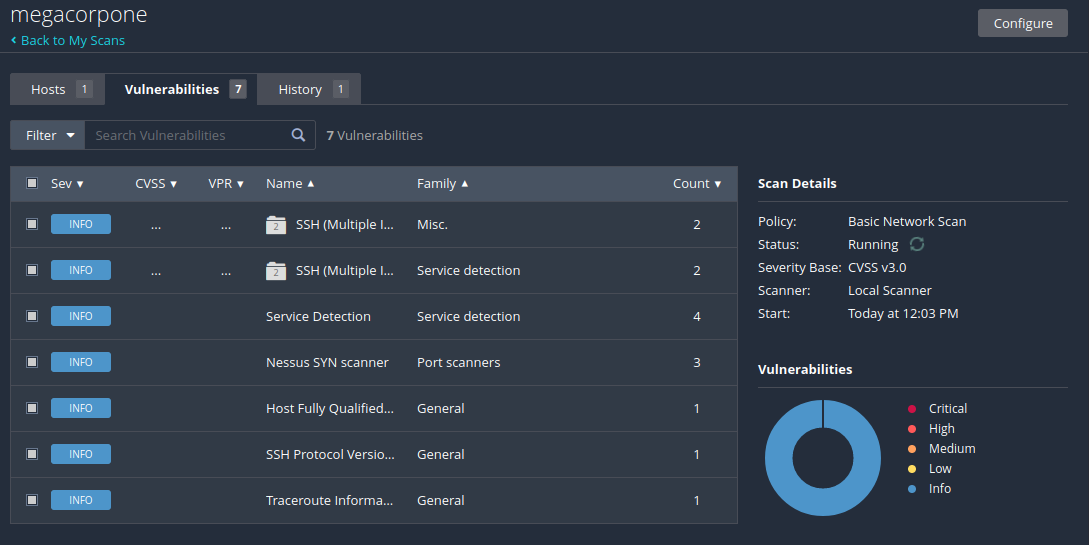 megacorpone
Back to My Scans
Configure
Hosts 1
Vulnerabilities 7
History 1
Filter Search Vulnerabilities 7 Vulnerabilities
Sev CVSS VPR Name Family Count
INFO ... ... 2 SSH (Multiple I... Misc. 2
INFO ... ... 2 SSH (Multiple I... Service detection 2
INFO Service Detection Service detection 4
INFO Nessus SYN scanner Port scanners 3
INFO Host Fully Qualified... General 1
INFO SSH Protocol Versio... General 1
INFO Traceroute Informa... General 1
Scan Details
Policy: Basic Network Scan
Status: Running
Severity Base: CVSS v3.0
Scanner: Local Scanner
Start: Today at 12:03 PM
Vulnerabilities
Critical
High
Medium
Low
Info